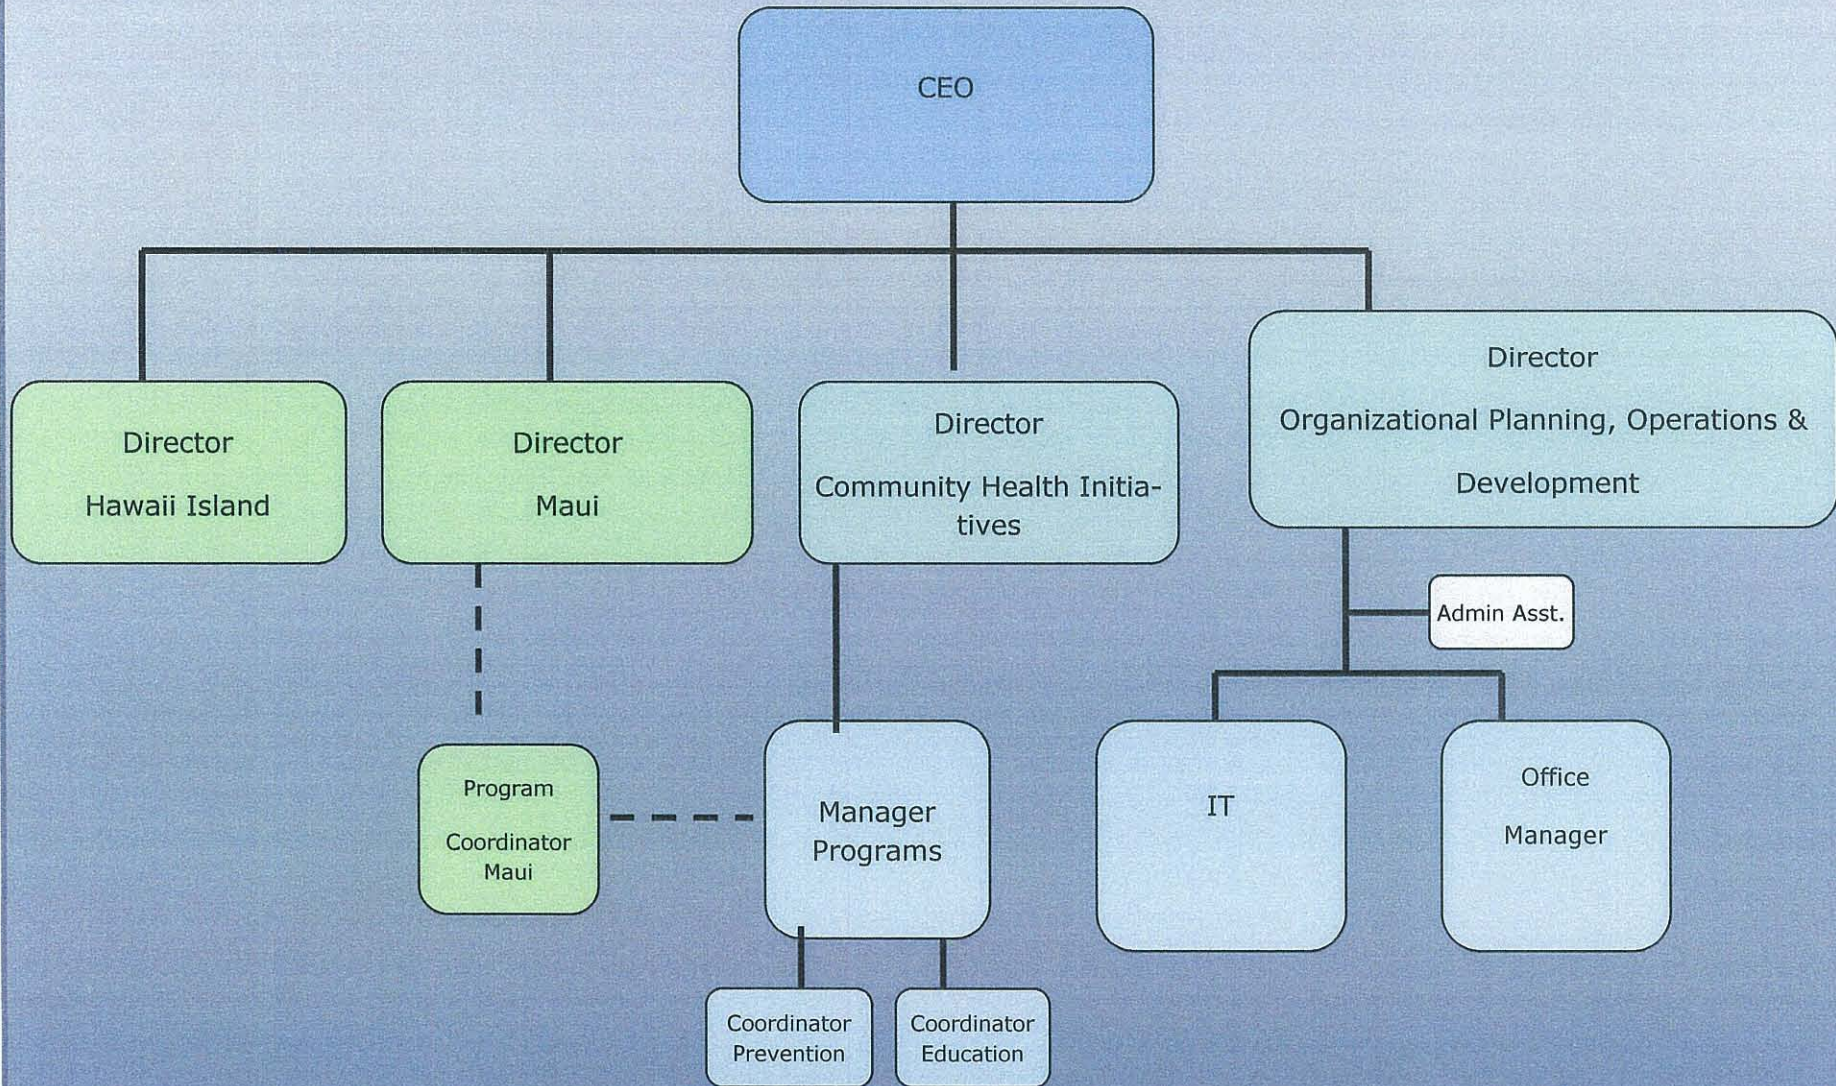 CEO
Director
Hawaii Island
Director
Maui
Director
Community Health Initia-
tives
Director
Organizational Planning, Operations &
Development
Admin Asst.
Program
Coordinator
Maui
Manager
Programs
IT
Office
Manager
Coordinator
Prevention
Coordinator
Education